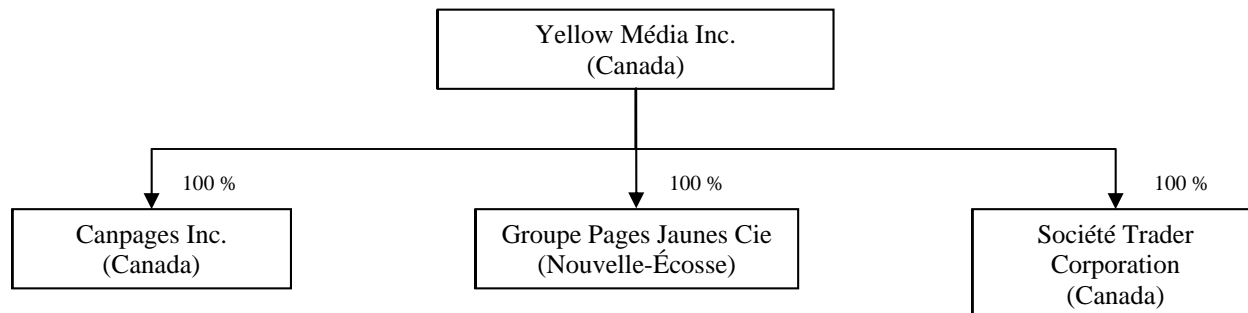 Yellow Média Inc.
(Canada)
100 %
100 %
100 %
Canpages Inc.
(Canada)
Groupe Pages Jaunes Cie
(Nouvelle-Écosse)
Société Trader
Corporation
(Canada)